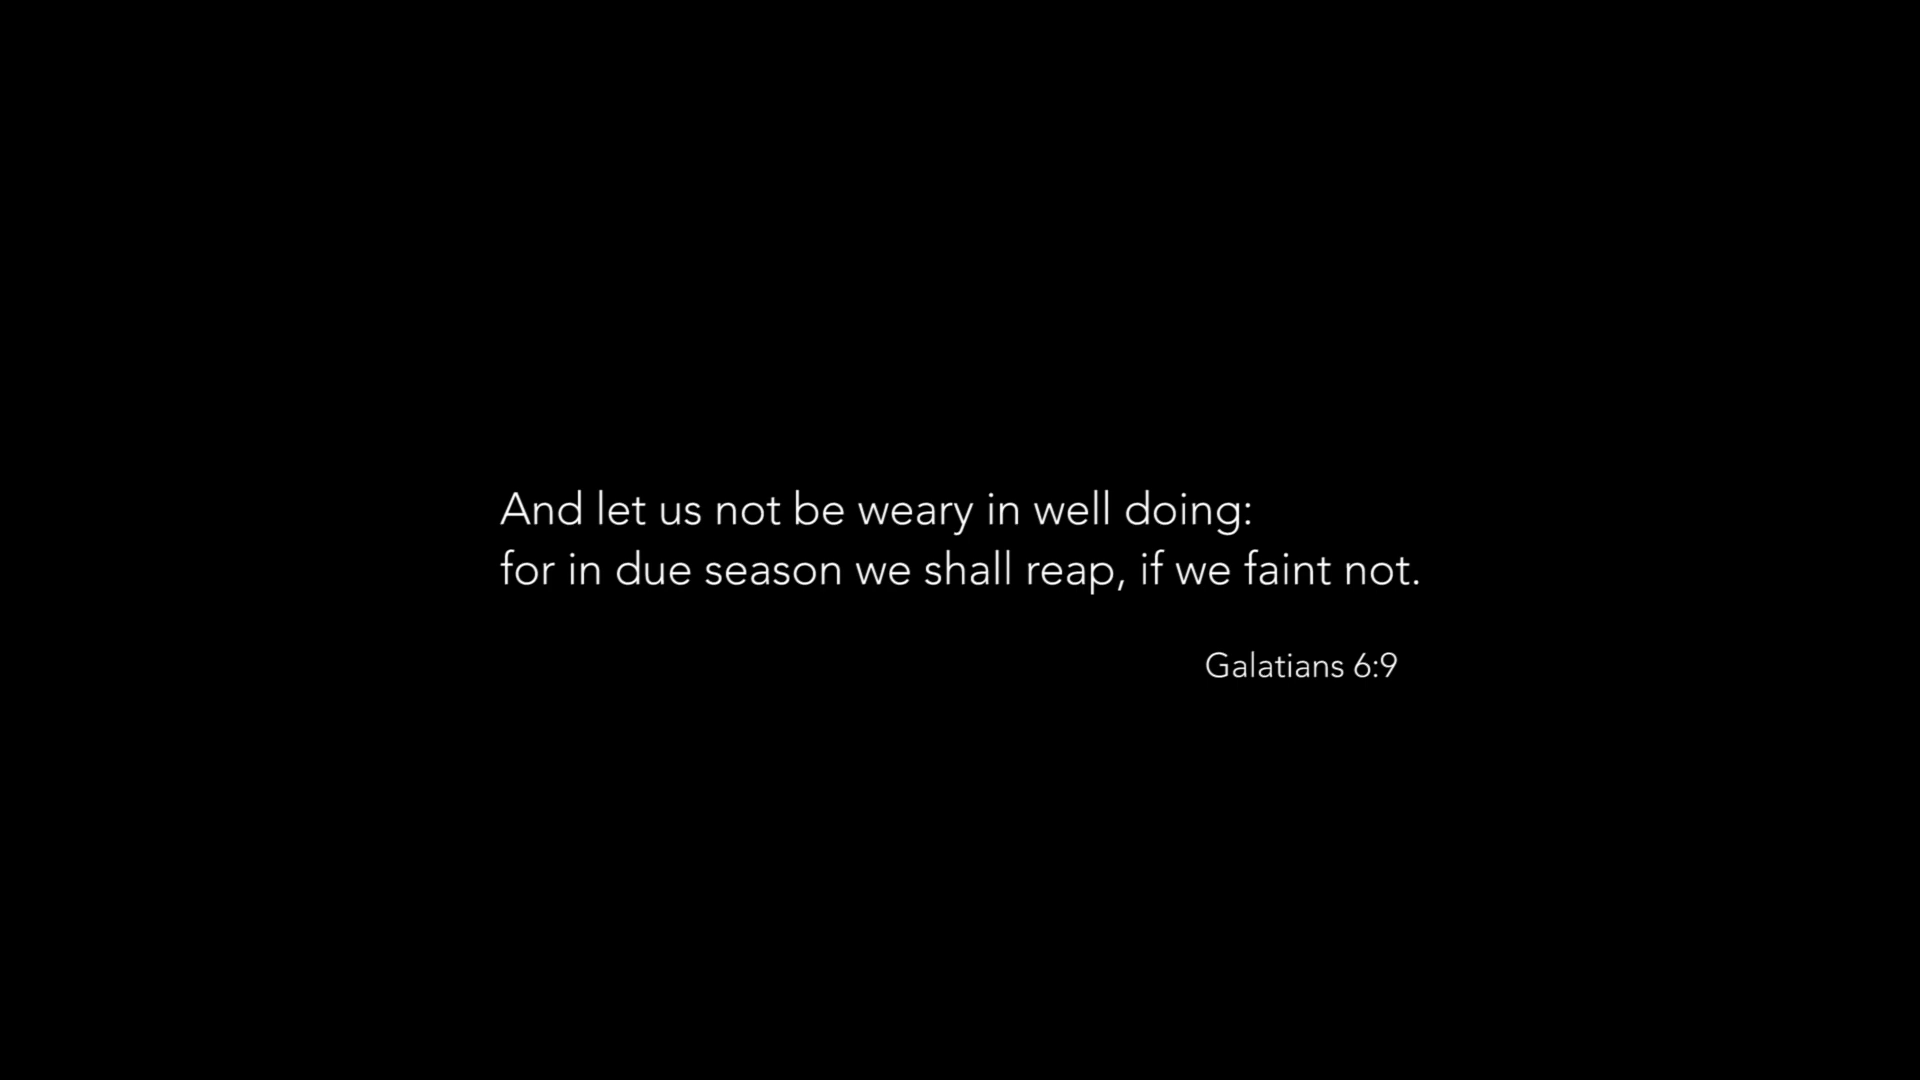 And let us not be weary in well doing:
for in due season we shall reap, if we faint not.
Galatians 6:9